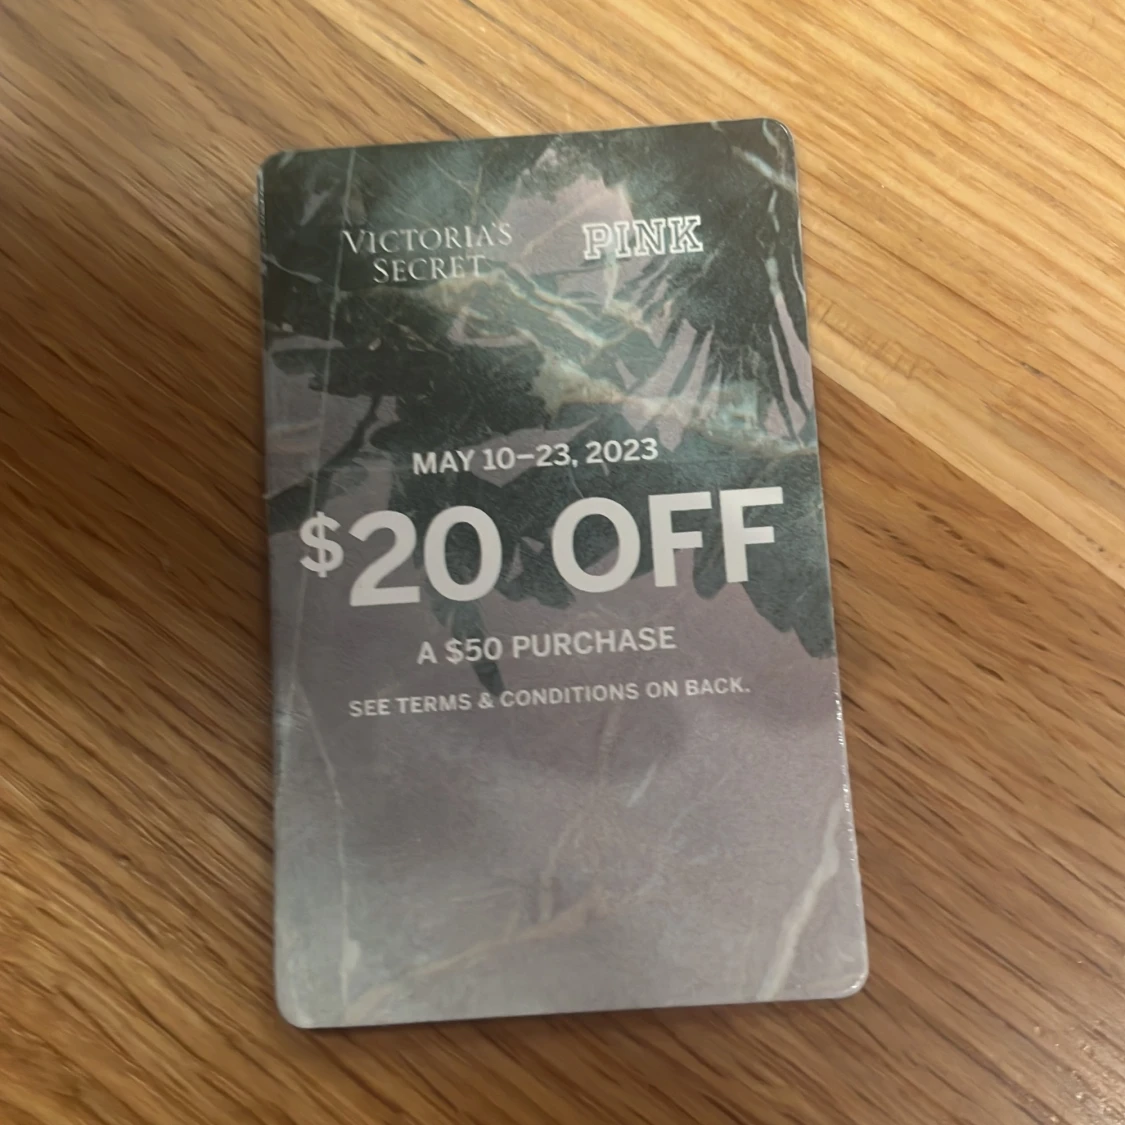 VICTORIA'S
SECRET
PINK
MAY 10–23, 2023
$20 OFF
A $50 PURCHASE
SEE TERMS & CONDITIONS ON BACK.